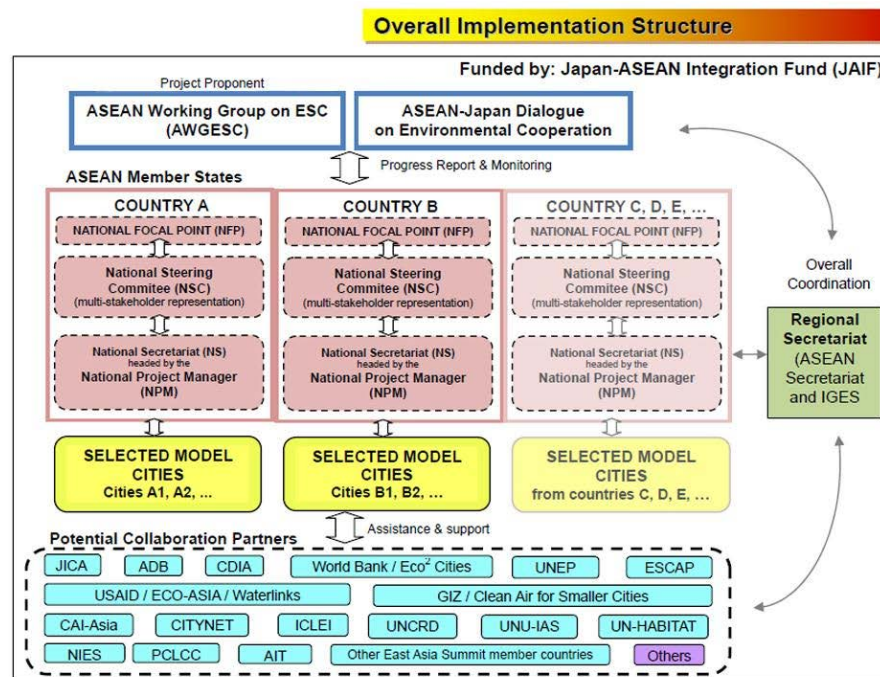 Overall Implementation Structure
Funded by: Japan-ASEAN Integration Fund (JAIF)
Project Proponent
ASEAN Working Group on ESC
(AWGESC)
ASEAN-Japan Dialogue
on Environmental Cooperation
Progress Report & Monitoring
ASEAN Member States
COUNTRY A
NATIONAL FOCAL POINT (NFP)
National Steering
Commitee (NSC)
(multi-stakeholder representation)
National Secretariat (NS)
headed by the
National Project Manager
(NPM)
SELECTED MODEL
CITIES
Cities A1, A2, ...
COUNTRY B
NATIONAL FOCAL POINT (NFP)
National Steering
Commitee (NSC)
(multi-stakeholder representation)
National Secretariat (NS)
headed by the
National Project Manager
(NPM)
SELECTED MODEL
CITIES
Cities B1, B2, ...
COUNTRY C, D, E, ...
NATIONAL FOCAL POINT (NFP)
National Steering
Commitee (NSC)
(multi-stakeholder representation)
National Secretariat (NS)
headed by the
National Project Manager
(NPM)
SELECTED MODEL
CITIES
from countries C, D, E, ...
Overall
Coordination
Regional
Secretariat
(ASEAN
Secretariat
and IGES
Assistance & support
Potential Collaboration Partners
JICA
ADB
CDIA
World Bank / Eco² Cities
UNEP
ESCAP
USAID / ECO-ASIA / Waterlinks
GIZ / Clean Air for Smaller Cities
CAI-Asia
CITYNET
ICLEI
UNCRD
UNU-IAS
UN-HABITAT
NIES
PCLCC
AIT
Other East Asia Summit member countries
Others